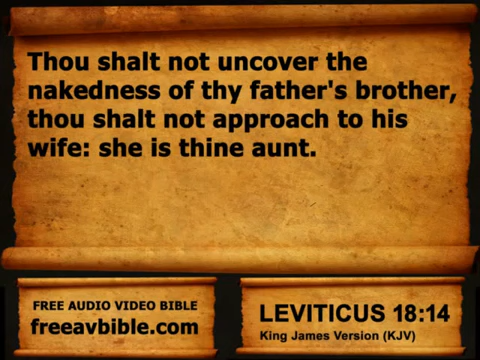 Thou shalt not uncover the
nakedness of thy father's brother,
thou shalt not approach to his
wife: she is thine aunt.
FREE AUDIO VIDEO BIBLE
freeavbible.com
LEVITICUS 18:14
King James Version (KJV)